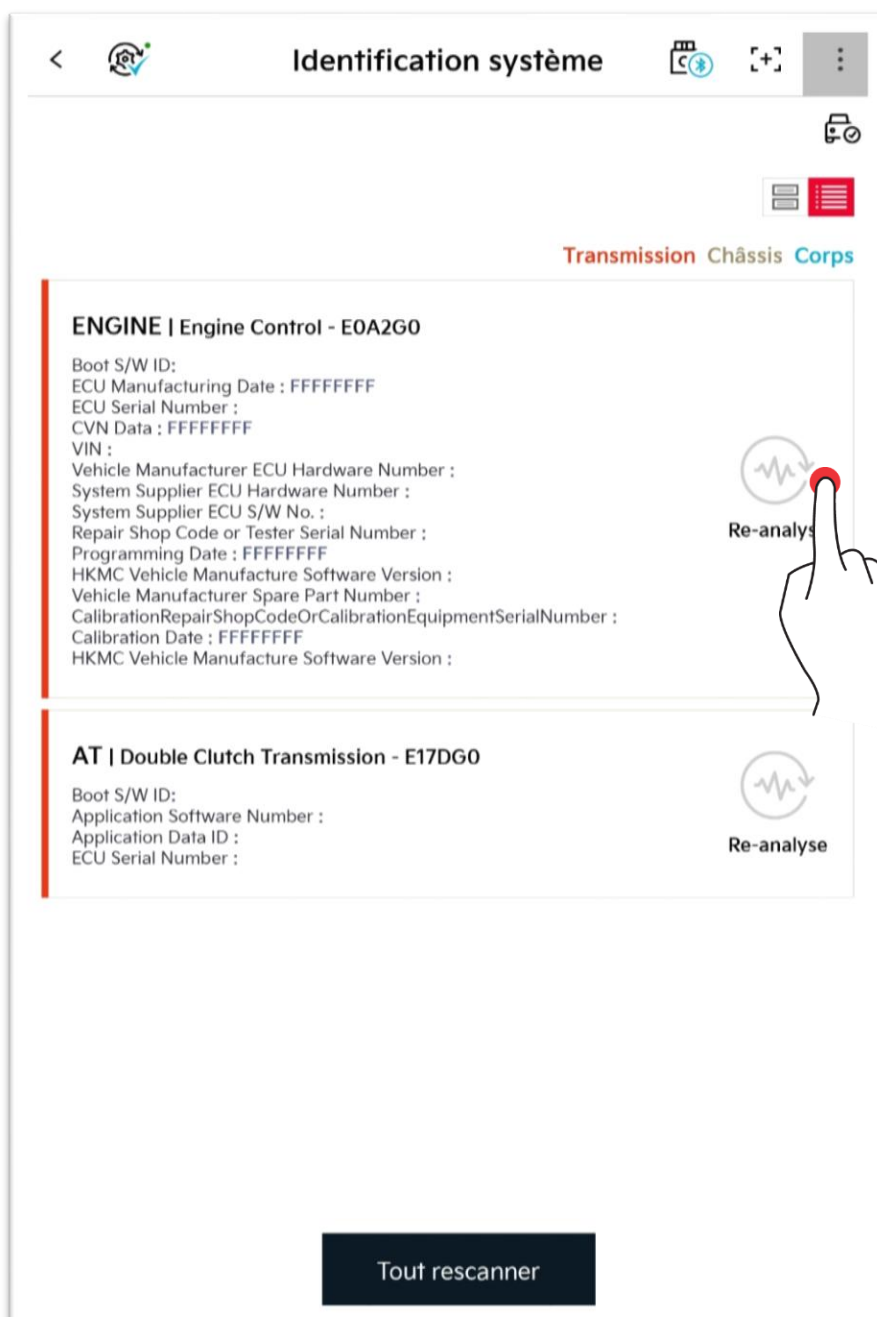 Identification système
Transmission Châssis Corps
ENGINE | Engine Control - E0A2G0
Boot S/W ID:
ECU Manufacturing Date : FFFFFFFF
ECU Serial Number :
CVN Data : FFFFFFFF
VIN :
Vehicle Manufacturer ECU Hardware Number :
System Supplier ECU Hardware Number :
System Supplier ECU S/W No. :
Repair Shop Code or Tester Serial Number :
Programming Date : FFFFFFFF
HKMC Vehicle Manufacture Software Version :
Vehicle Manufacturer Spare Part Number :
CalibrationRepairShopCodeOrCalibrationEquipmentSerialNumber :
Calibration Date : FFFFFFFF
HKMC Vehicle Manufacture Software Version :
Re-analys
AT | Double Clutch Transmission - E17DG0
Boot S/W ID:
Application Software Number :
Application Data ID :
ECU Serial Number :
Re-analyse
Tout rescanner